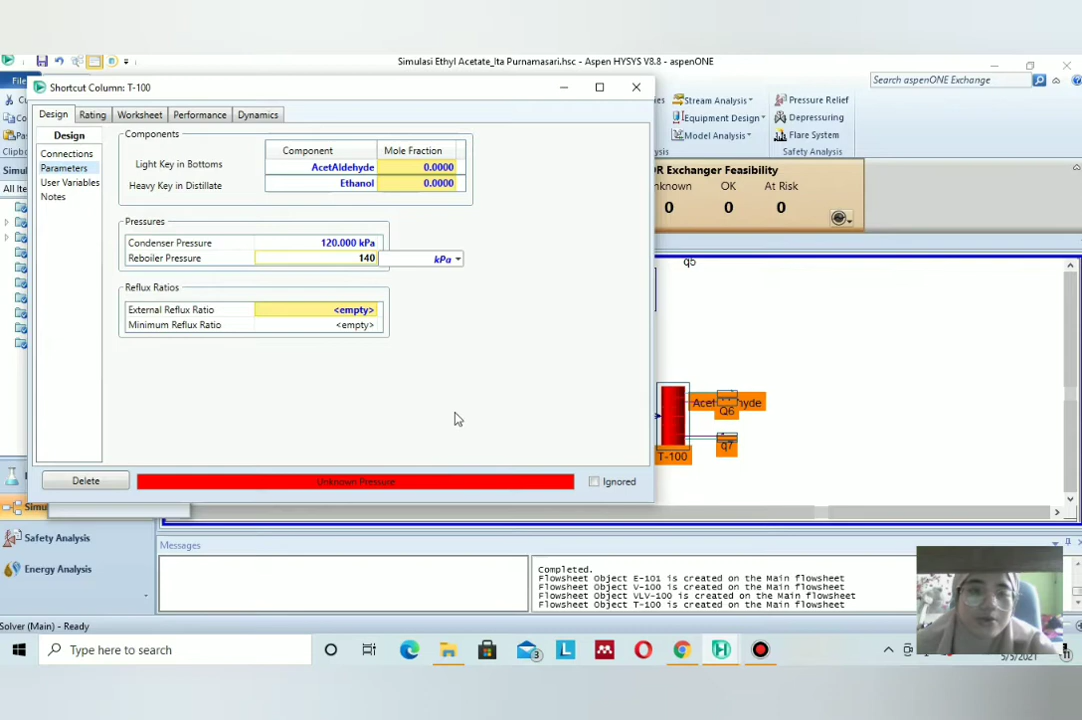 Simulasi Ethyl Acetate_Ita Purnamasari.hsc - Aspen HYSYS V8.8 - aspenONE
File
Search aspenONE Exchange
Shortcut Column: T-100
Design Rating Worksheet Performance Dynamics
Design
Connections
Parameters
User Variables
Notes
Components
Component Mole Fraction
Light Key in Bottoms AcetAldehyde 0.0000
Heavy Key in Distillate Ethanol 0.0000
Pressures
Condenser Pressure 120.000 kPa
Reboiler Pressure 140 kPa
Reflux Ratios
External Reflux Ratio <empty>
Minimum Reflux Ratio <empty>
Delete Unknown Pressure Ignored
Stream Analysis Pressure Relief
Equipment Design Depressuring
Model Analysis Flare System
Safety Analysis
Exchanger Feasibility
OK At Risk
0 0 0
q5
Q6
T-100 q7
Safety Analysis
Energy Analysis
Messages
Completed.
Flowsheet Object E-101 is created on the Main flowsheet
Flowsheet Object V-100 is created on the Main flowsheet
Flowsheet Object VLV-100 is created on the Main flowsheet
Flowsheet Object T-100 is created on the Main flowsheet
Solver (Main) - Ready
Type here to search
3
5/5/2021